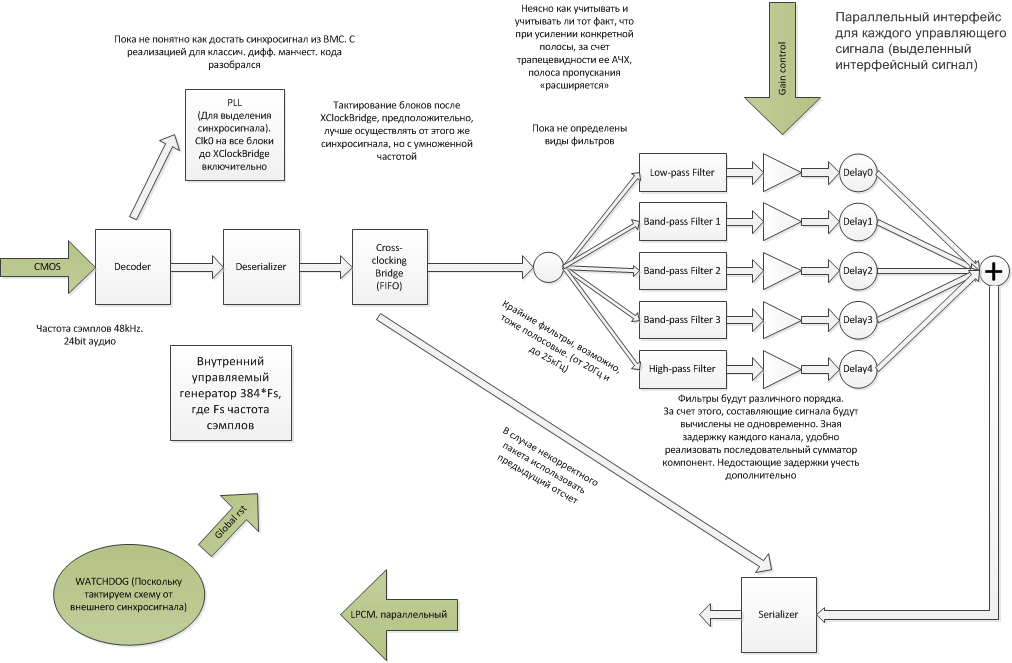 Пока не понятно как достать синхросигнал из BMC. С
реализацией для классич. дифф. манчест. кода
разобрался
Неясно как учитывать и
учитывать ли тот факт, что
при усилении конкретной
полосы, за счет
трапецевидности ее АЧХ,
полоса пропускания
«расширяется»
Gain control
Параллельный интерфейс
для каждого управляющего
сигнала (выделенный
интерфейсный сигнал)
PLL
(Для выделения
синхросигнала).
Clk0 на все блоки
до XClockBridge
включительно
Тактирование блоков после
XClockBridge, предположительно,
лучше осуществлять от этого же
синхросигнала, но с умноженной
частотой
Пока не определены
виды фильтров
Low-pass Filter
Delay0
Band-pass Filter 1
Delay1
Band-pass Filter 2
Delay2
Band-pass Filter 3
Delay3
High-pass Filter
Delay4
+
CMOS
Decoder
Deserializer
Cross-
clocking
Bridge
(FIFO)
Крайние фильтры, возможно,
тоже полосовые. (от 20Гц и
до 25кГц)
Частота сэмплов 48kHz.
24bit аудио
Внутренний
управляемый
генератор 384*Fs,
где Fs частота
сэмплов
Фильтры будут различного порядка.
За счет этого, составляющие сигнала будут
вычислены не одновременно. Зная
задержку каждого канала, удобно
реализовать последовательный сумматор
компонент. Недостающие задержки учесть
дополнительно
В случае некорректного
пакета использовать
предыдущий отсчет
Global rst
WATCHDOG (Поскольку
тактируем схему от
внешнего синхросигнала)
LPCM. параллельный
Serializer